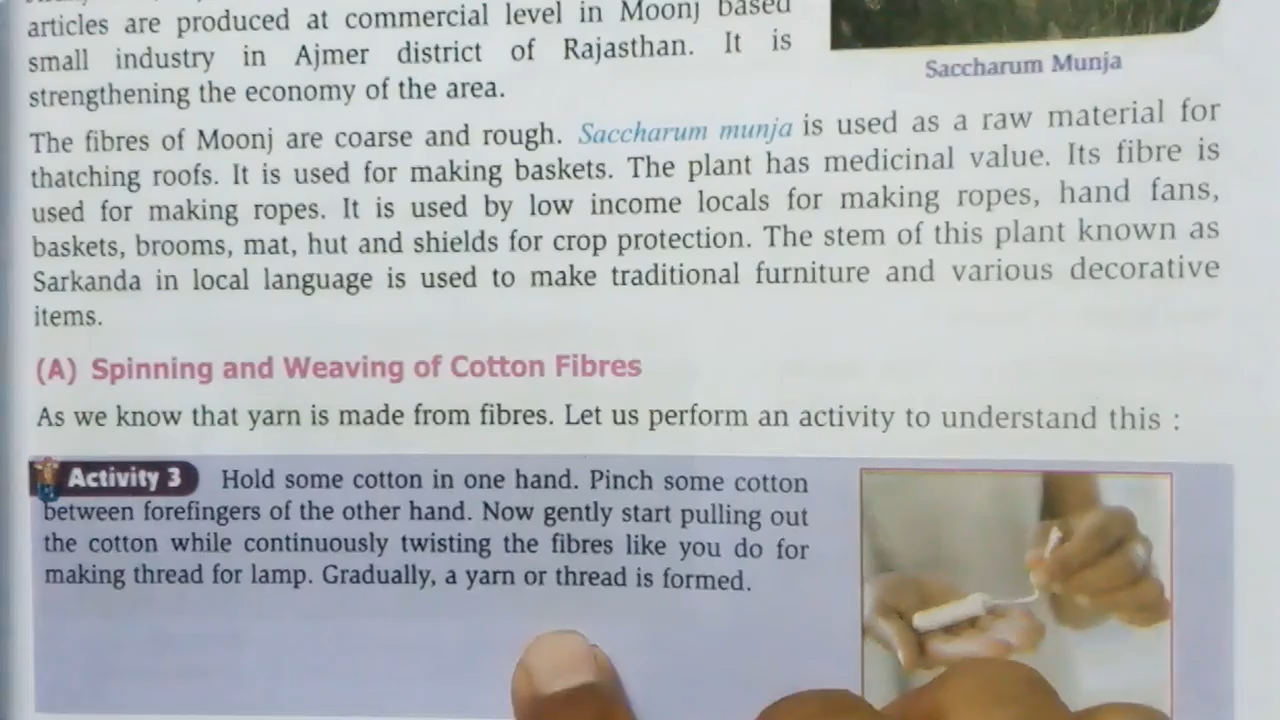 articles are produced at commercial level in Moonj based
small industry in Ajmer district of Rajasthan. It is
strengthening the economy of the area.
Saccharum Munja
The fibres of Moonj are coarse and rough. Saccharum munja is used as a raw material for
thatching roofs. It is used for making baskets. The plant has medicinal value. Its fibre is
used for making ropes. It is used by low income locals for making ropes, hand fans,
baskets, brooms, mat, hut and shields for crop protection. The stem of this plant known as
Sarkanda in local language is used to make traditional furniture and various decorative
items.
(A) Spinning and Weaving of Cotton Fibres
As we know that yarn is made from fibres. Let us perform an activity to understand this :
Activity 3 Hold some cotton in one hand. Pinch some cotton
between forefingers of the other hand. Now gently start pulling out
the cotton while continuously twisting the fibres like you do for
making thread for lamp. Gradually, a yarn or thread is formed.